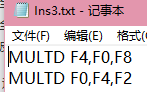 Ins3.txt - 记事本
文件(F) 编辑(E) 格式(
MULTD F4,F0,F8
MULTD F0,F4,F2